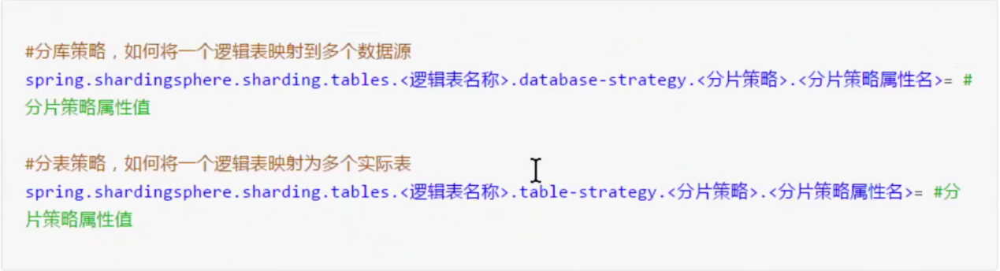 #分库策略，如何将一个逻辑表映射到多个数据源
spring.shardingsphere.sharding.tables.<逻辑表名称>.database-strategy.<分片策略>.<分片策略属性名>= #
分片策略属性值
#分表策略，如何将一个逻辑表映射为多个实际表
spring.shardingsphere.sharding.tables.<逻辑表名称>.table-strategy.<分片策略>.<分片策略属性名>= #分
片策略属性值